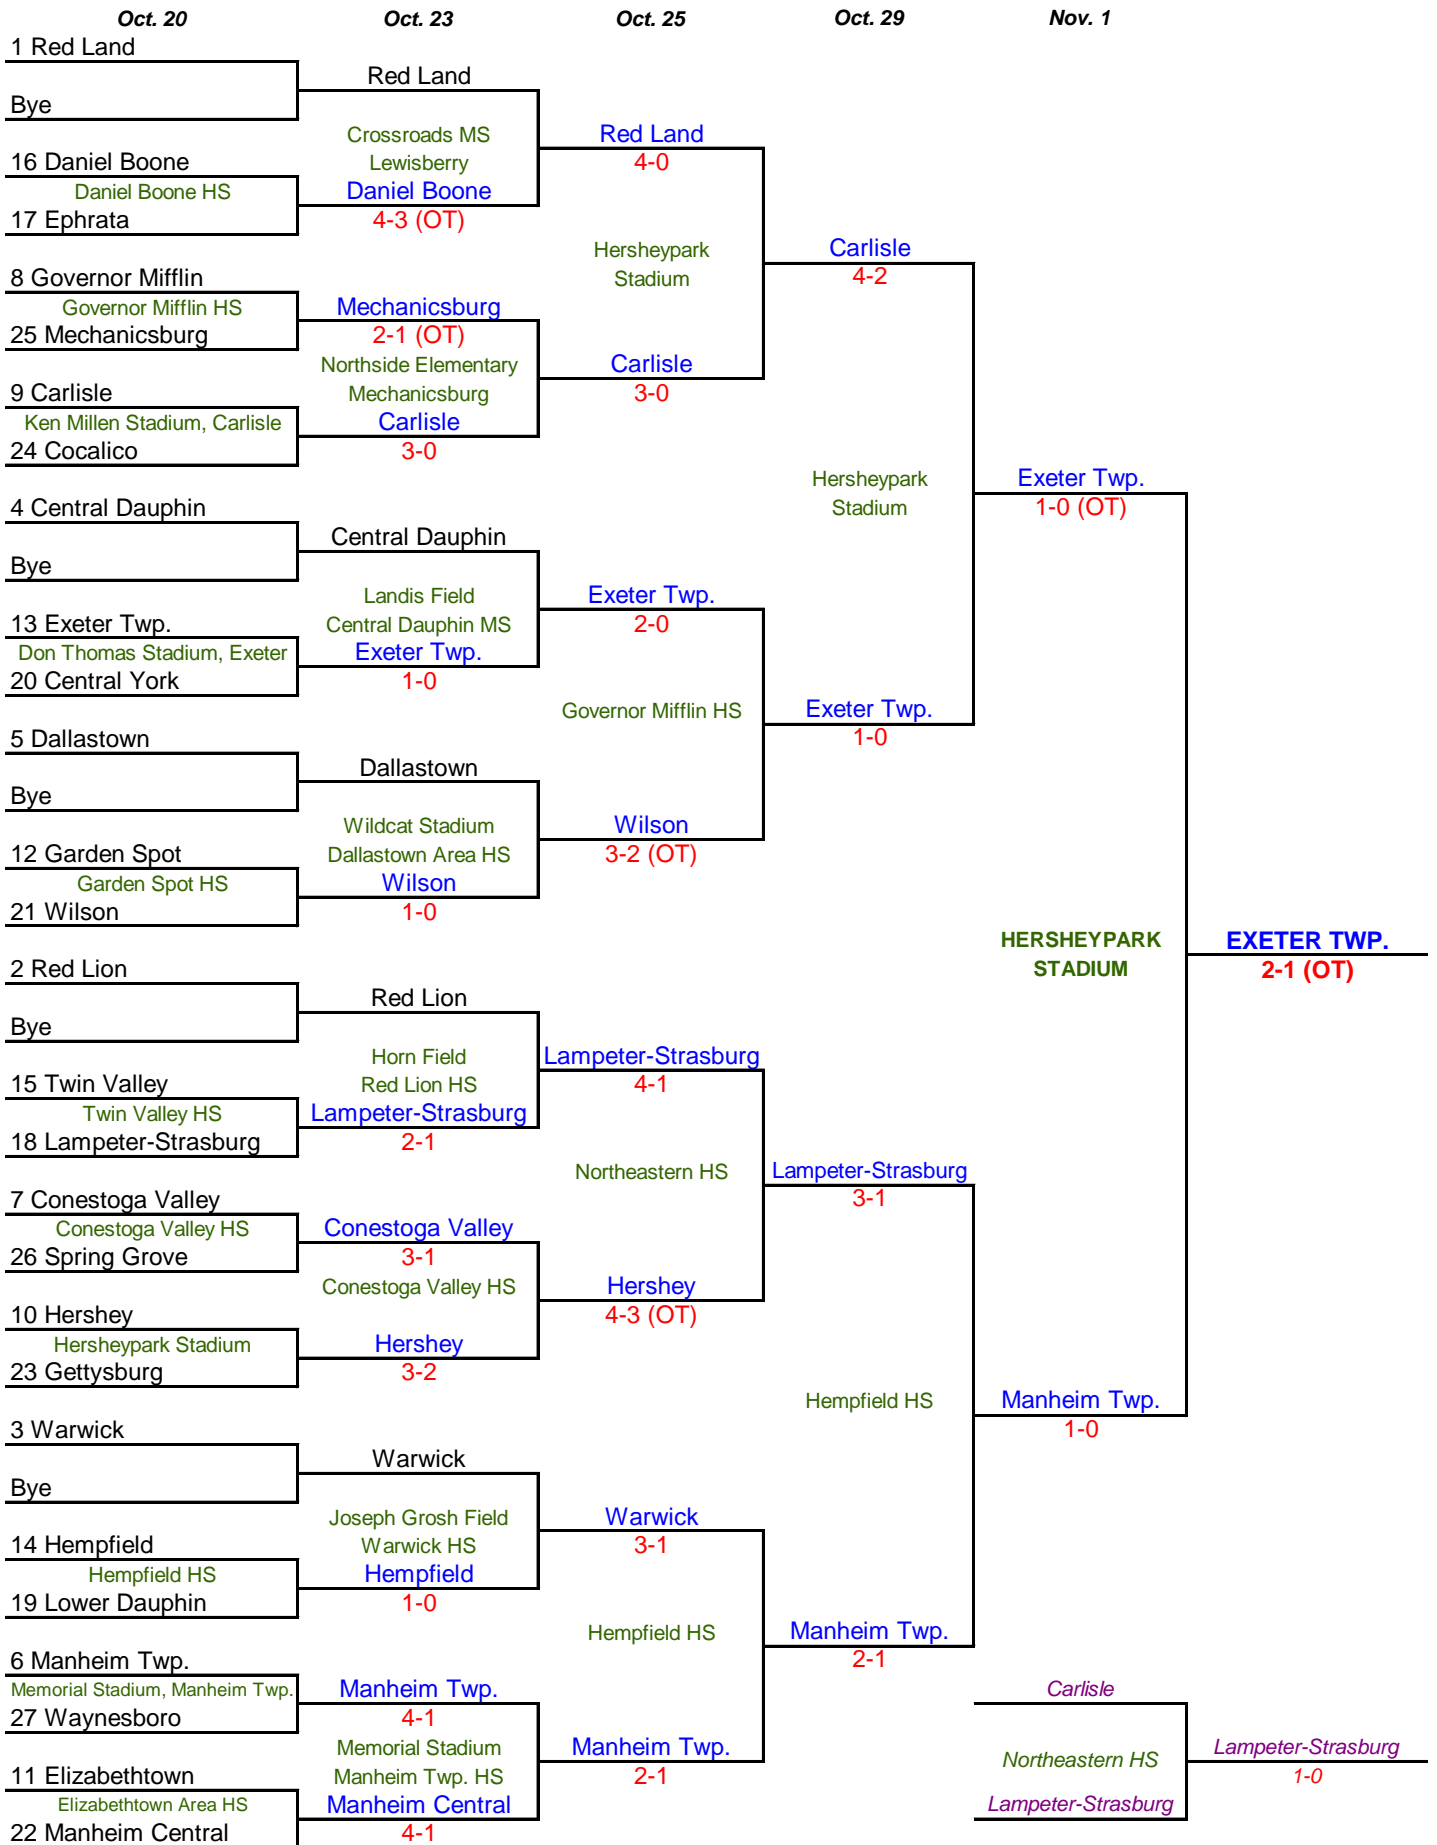 Oct. 20
Oct. 23
Oct. 25
Oct. 29
Nov. 1
1 Red Land
Bye
16 Daniel Boone
Daniel Boone HS
17 Ephrata
8 Governor Mifflin
Governor Mifflin HS
25 Mechanicsburg
9 Carlisle
Ken Millen Stadium, Carlisle
24 Cocalico
4 Central Dauphin
Bye
13 Exeter Twp.
Don Thomas Stadium, Exeter
20 Central York
5 Dallastown
Bye
12 Garden Spot
Garden Spot HS
21 Wilson
2 Red Lion
Bye
15 Twin Valley
Twin Valley HS
18 Lampeter-Strasburg
7 Conestoga Valley
Conestoga Valley HS
26 Spring Grove
10 Hershey
Hersheypark Stadium
23 Gettysburg
3 Warwick
Bye
14 Hempfield
Hempfield HS
19 Lower Dauphin
6 Manheim Twp.
Memorial Stadium, Manheim Twp.
27 Waynesboro
11 Elizabethtown
Elizabethtown Area HS
22 Manheim Central
Red Land
Crossroads MS
Lewisberry
Daniel Boone
4-3 (OT)
Mechanicsburg
2-1 (OT)
Northside Elementary
Mechanicsburg
Carlisle
3-0
Central Dauphin
Landis Field
Central Dauphin MS
Exeter Twp.
1-0
Dallastown
Wildcat Stadium
Dallastown Area HS
Wilson
1-0
Red Lion
Horn Field
Red Lion HS
Lampeter-Strasburg
2-1
Conestoga Valley
3-1
Conestoga Valley HS
Hershey
3-2
Warwick
Joseph Grosh Field
Warwick HS
Hempfield
1-0
Manheim Twp.
4-1
Memorial Stadium
Manheim Twp. HS
Manheim Central
4-1
Red Land
4-0
Hersheypark
Stadium
Carlisle
3-0
Exeter Twp.
2-0
Governor Mifflin HS
Wilson
3-2 (OT)
Lampeter-Strasburg
4-1
Northeastern HS
Hershey
4-3 (OT)
Warwick
3-1
Hempfield HS
Manheim Twp.
2-1
Carlisle
4-2
Hersheypark
Stadium
Exeter Twp.
1-0
Lampeter-Strasburg
3-1
Hempfield HS
Manheim Twp.
2-1
Exeter Twp.
1-0 (OT)
HERSHEYPARK
STADIUM
Manheim Twp.
1-0
EXETER TWP.
2-1 (OT)
Carlisle
Northeastern HS
Lampeter-Strasburg
Lampeter-Strasburg
1-0